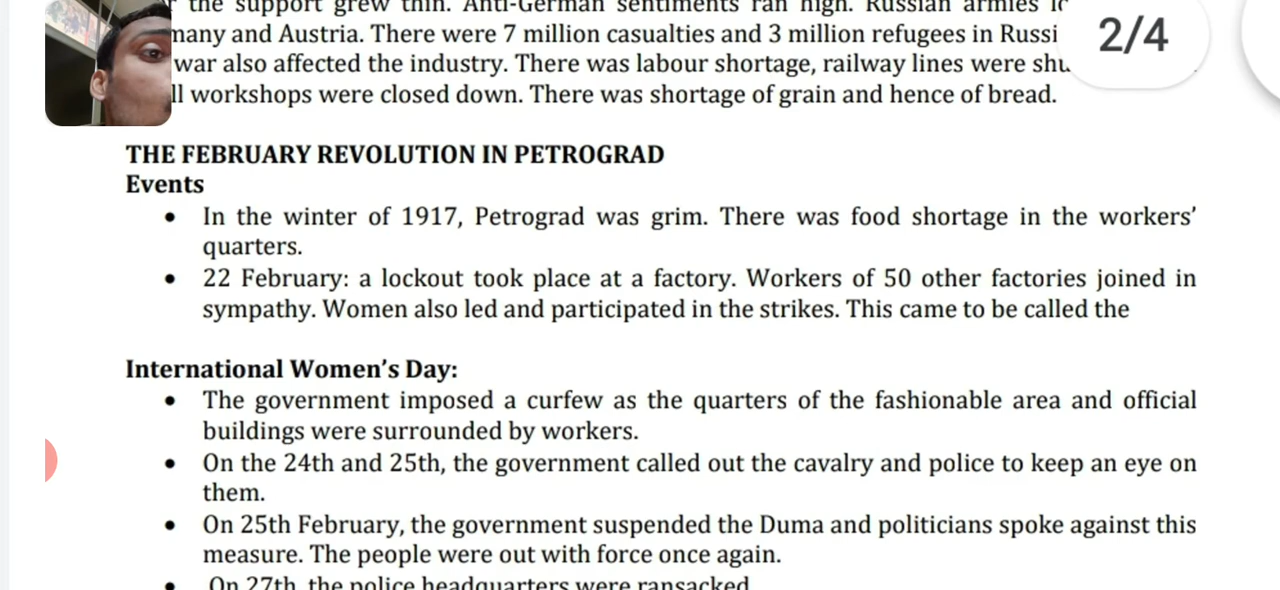 the support grew thin. Anti-German sentiments ran high. Russian armies
many and Austria. There were 7 million casualties and 3 million refugees in
war also affected the industry. There was labour shortage, railway lines were
workshops were closed down. There was shortage of grain and hence of bread.
2/4
THE FEBRUARY REVOLUTION IN PETROGRAD
Events
• In the winter of 1917, Petrograd was grim. There was food shortage in the workers’
quarters.
• 22 February: a lockout took place at a factory. Workers of 50 other factories joined in
sympathy. Women also led and participated in the strikes. This came to be called the
International Women’s Day:
• The government imposed a curfew as the quarters of the fashionable area and official
buildings were surrounded by workers.
• On the 24th and 25th, the government called out the cavalry and police to keep an eye on
them.
• On 25th February, the government suspended the Duma and politicians spoke against this
measure. The people were out with force once again.
• On 27th, the police headquarters were ransacked